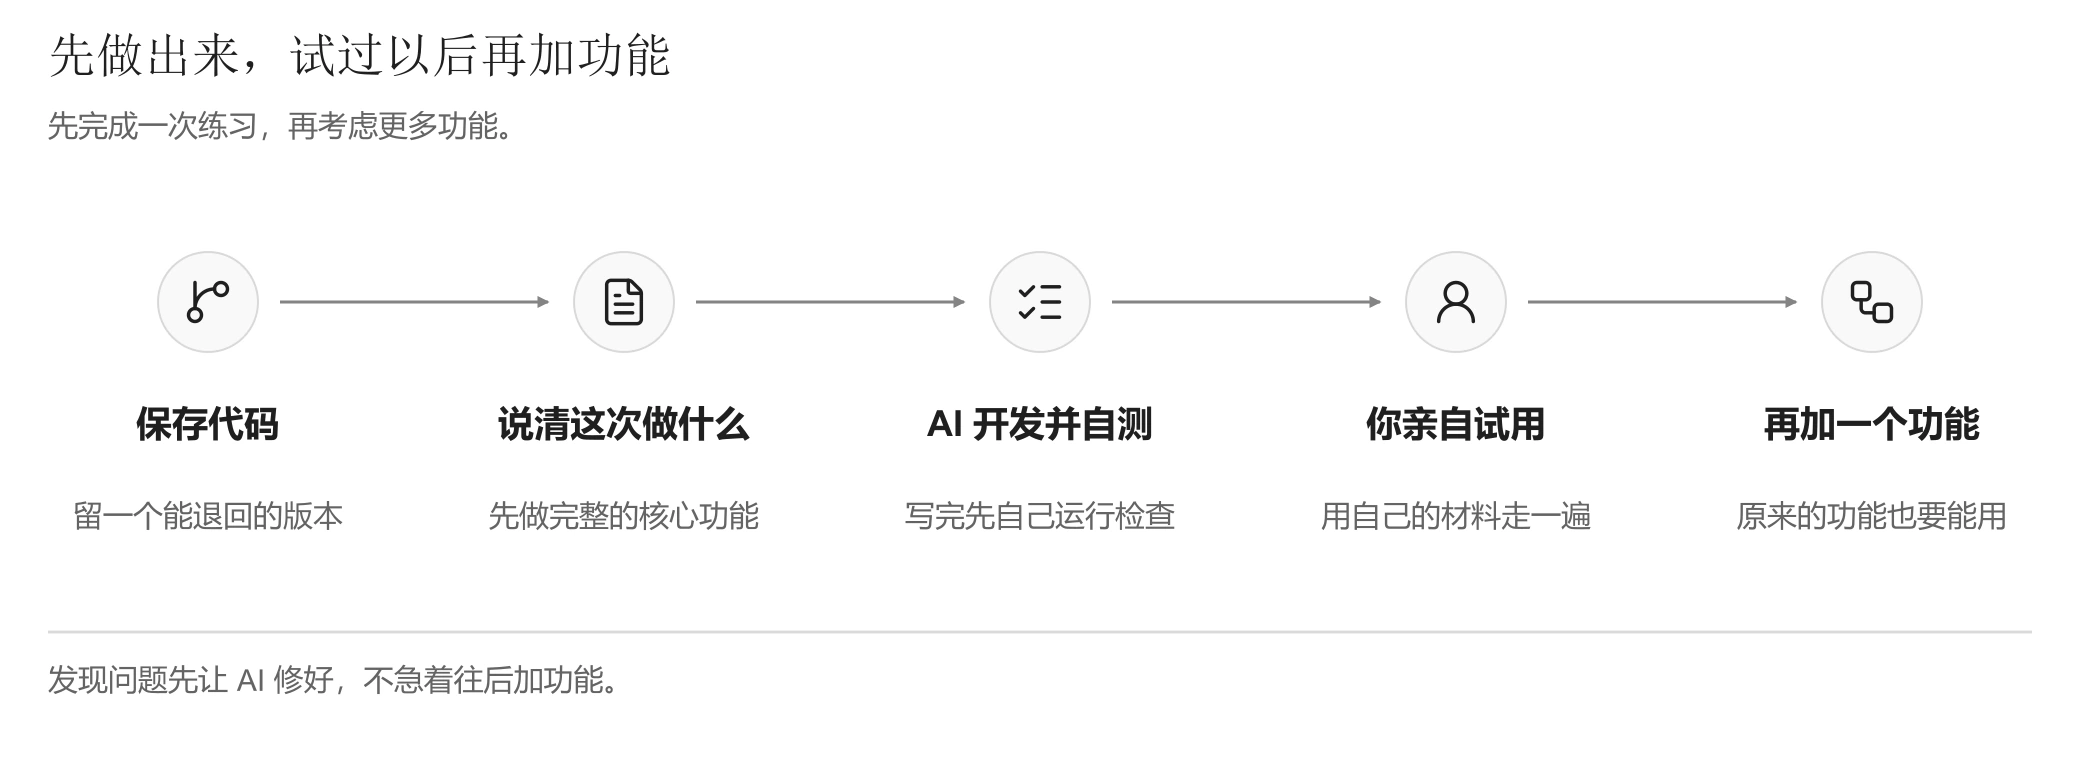 先做出来，试过以后再加功能
先完成一次练习，再考虑更多功能。
保存代码
说清这次做什么
AI 开发并自测
你亲自试用
再加一个功能
留一个能退回的版本
先做完整的核心功能
写完先自己运行检查
用自己的材料走一遍
原来的功能也要能用
发现问题先让 AI 修好，不急着往后加功能。